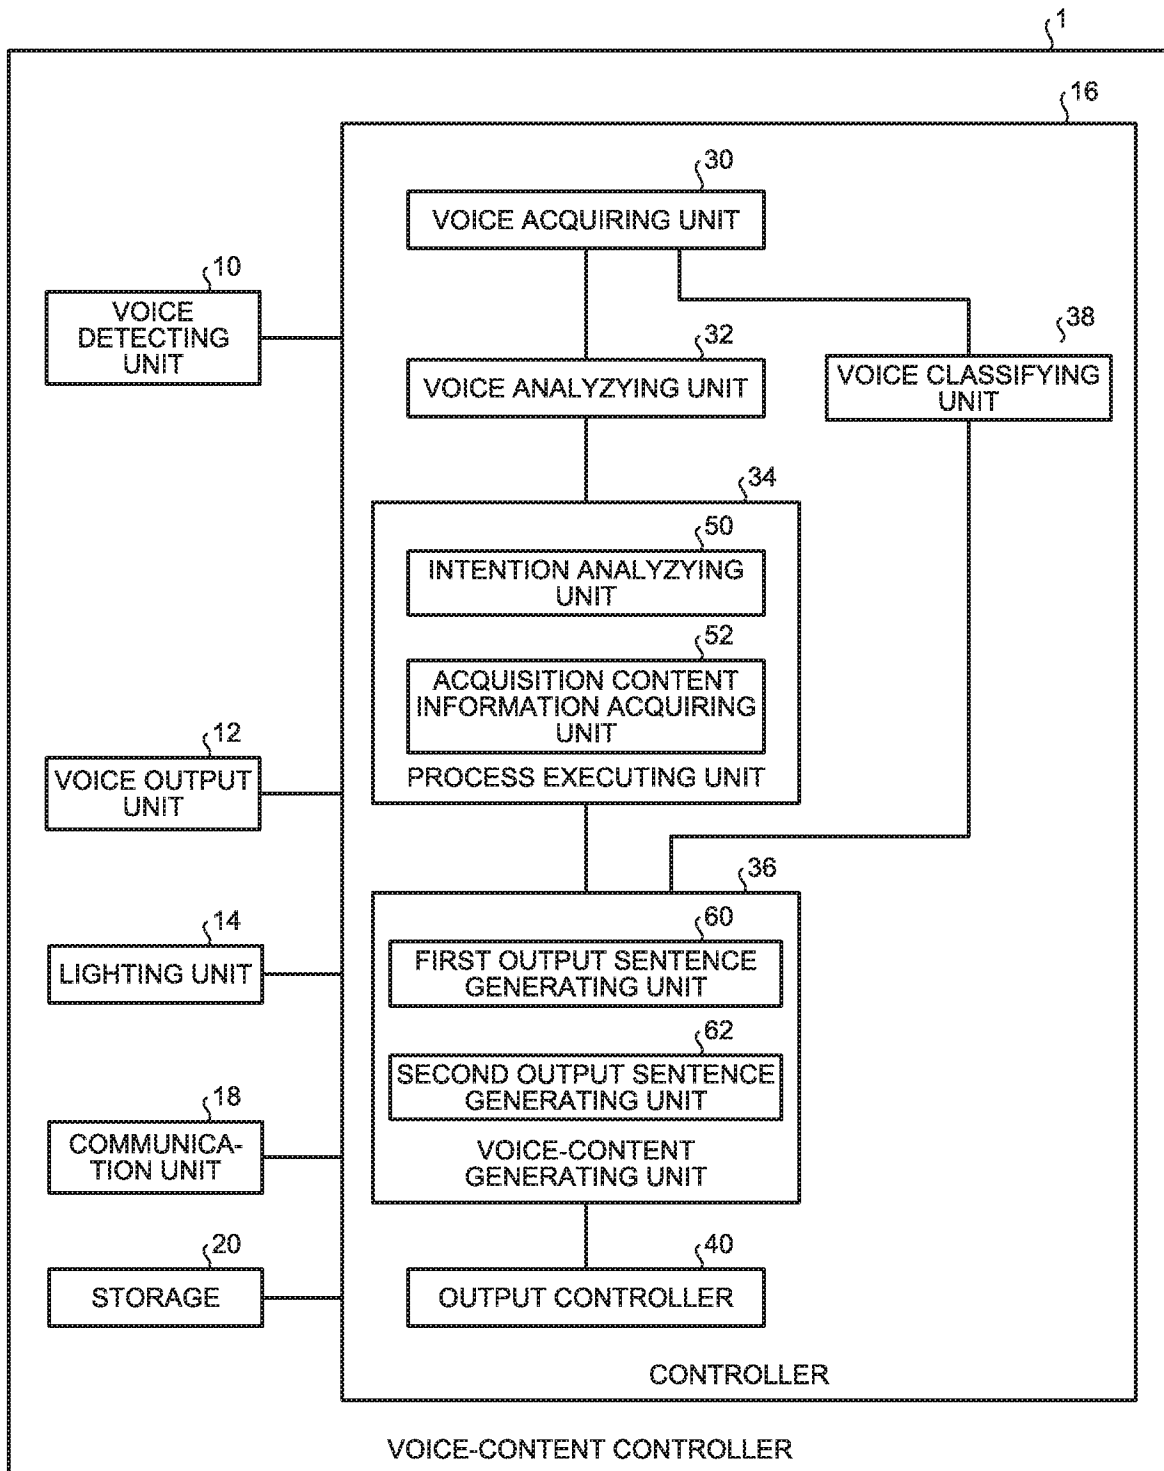 1
16
30
VOICE ACQUIRING UNIT
10
VOICE
DETECTING
UNIT
32
VOICE ANALYZYING UNIT
38
VOICE CLASSIFYING
UNIT
34
50
INTENTION ANALYZYING
UNIT
52
ACQUISITION CONTENT
INFORMATION ACQUIRING
UNIT
PROCESS EXECUTING UNIT
12
VOICE OUTPUT
UNIT
36
60
FIRST OUTPUT SENTENCE
GENERATING UNIT
14
LIGHTING UNIT
62
SECOND OUTPUT SENTENCE
GENERATING UNIT
18
COMMUNICA-
TION UNIT
VOICE-CONTENT
GENERATING UNIT
20
STORAGE
40
OUTPUT CONTROLLER
CONTROLLER
VOICE-CONTENT CONTROLLER